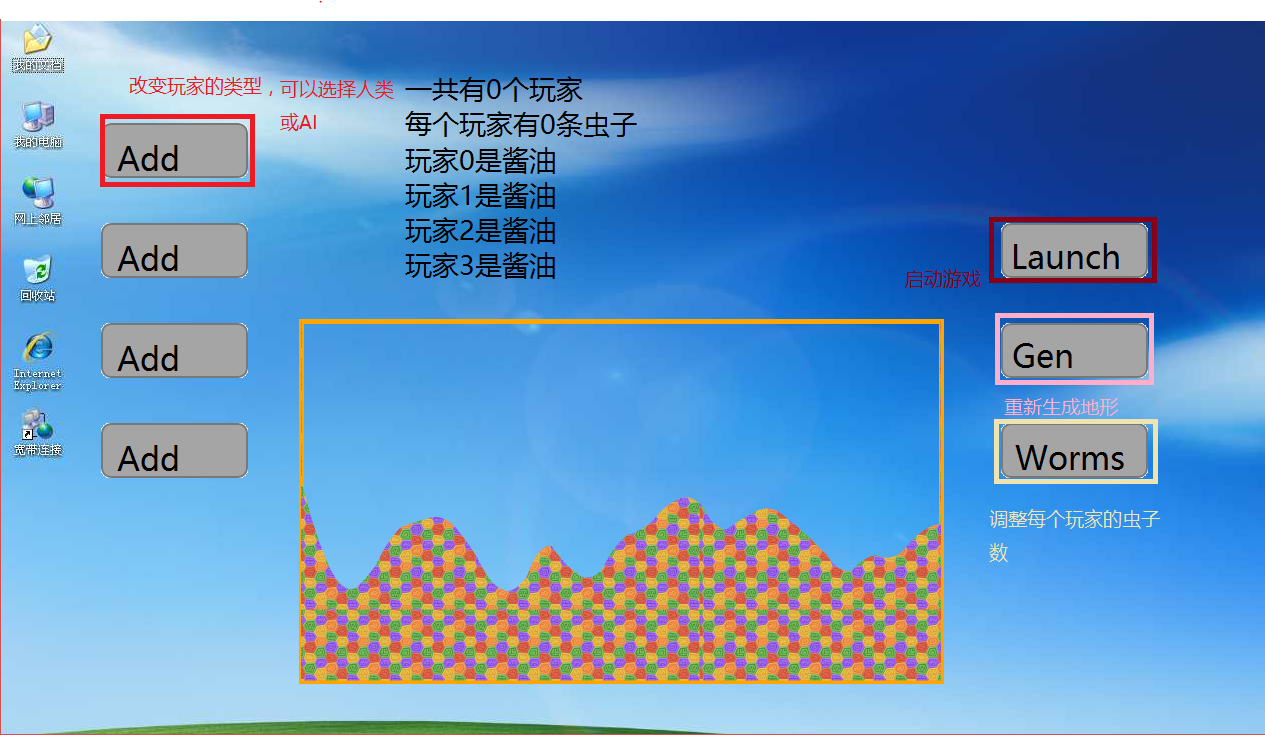 我的文档
我的电脑
网上邻居
回收站
Internet
Explorer
宽带连接
改变玩家的类型，可以选择人类
或AI
Add
Add
Add
Add
一共有0个玩家
每个玩家有0条虫子
玩家0是酱油
玩家1是酱油
玩家2是酱油
玩家3是酱油
启动游戏
Launch
Gen
重新生成地形
Worms
调整每个玩家的虫子
数